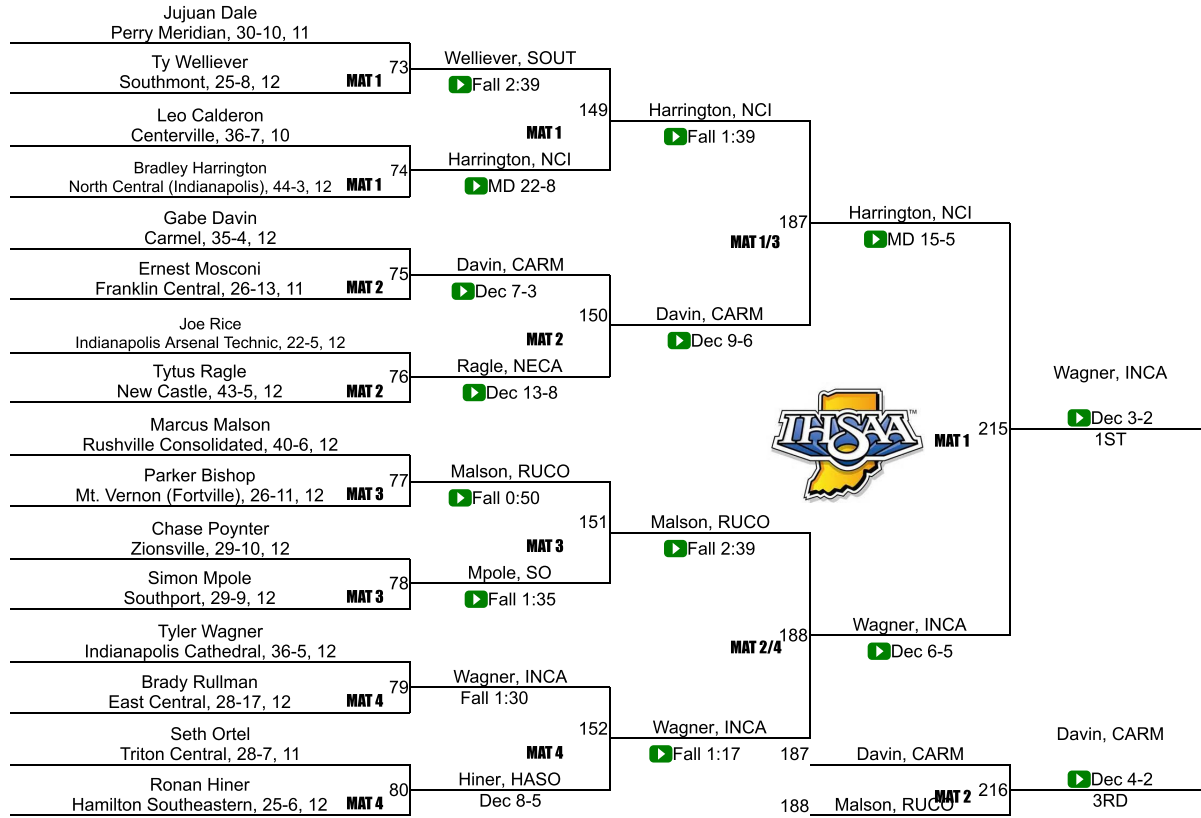 Jujuan Dale
Perry Meridian, 30-10, 11
Ty Welliever
Southmont, 25-8, 12
MAT 1
73
Welliever, SOUT
Fall 2:39
Leo Calderon
Centerville, 36-7, 10
Bradley Harrington
North Central (Indianapolis), 44-3, 12
MAT 1
74
Harrington, NCI
MD 22-8
149
MAT 1
Harrington, NCI
Fall 1:39
Gabe Davin
Carmel, 35-4, 12
Ernest Mosconi
Franklin Central, 26-13, 11
MAT 2
75
Davin, CARM
Dec 7-3
Joe Rice
Indianapolis Arsenal Technic, 22-5, 12
Tytus Ragle
New Castle, 43-5, 12
MAT 2
76
Ragle, NECA
Dec 13-8
150
MAT 2
Davin, CARM
Dec 9-6
187
MAT 1/3
Harrington, NCI
MD 15-5
Marcus Malson
Rushville Consolidated, 40-6, 12
Parker Bishop
Mt. Vernon (Fortville), 26-11, 12
MAT 3
77
Malson, RUCO
Fall 0:50
Chase Poynter
Zionsville, 29-10, 12
Simon Mpole
Southport, 29-9, 12
MAT 3
78
Mpole, SO
Fall 1:35
151
MAT 3
Malson, RUCO
Fall 2:39
Tyler Wagner
Indianapolis Cathedral, 36-5, 12
Brady Rullman
East Central, 28-17, 12
MAT 4
79
Wagner, INCA
Fall 1:30
Seth Ortel
Triton Central, 28-7, 11
Ronan Hiner
Hamilton Southeastern, 25-6, 12
MAT 4
80
Hiner, HASO
Dec 8-5
152
MAT 4
Wagner, INCA
Fall 1:17
188
MAT 2/4
Wagner, INCA
Dec 6-5
IHSAA™
MAT 1
215
Wagner, INCA
Dec 3-2
1ST
187
Davin, CARM
188
Malson, RUCO
MAT 2
216
Davin, CARM
Dec 4-2
3RD